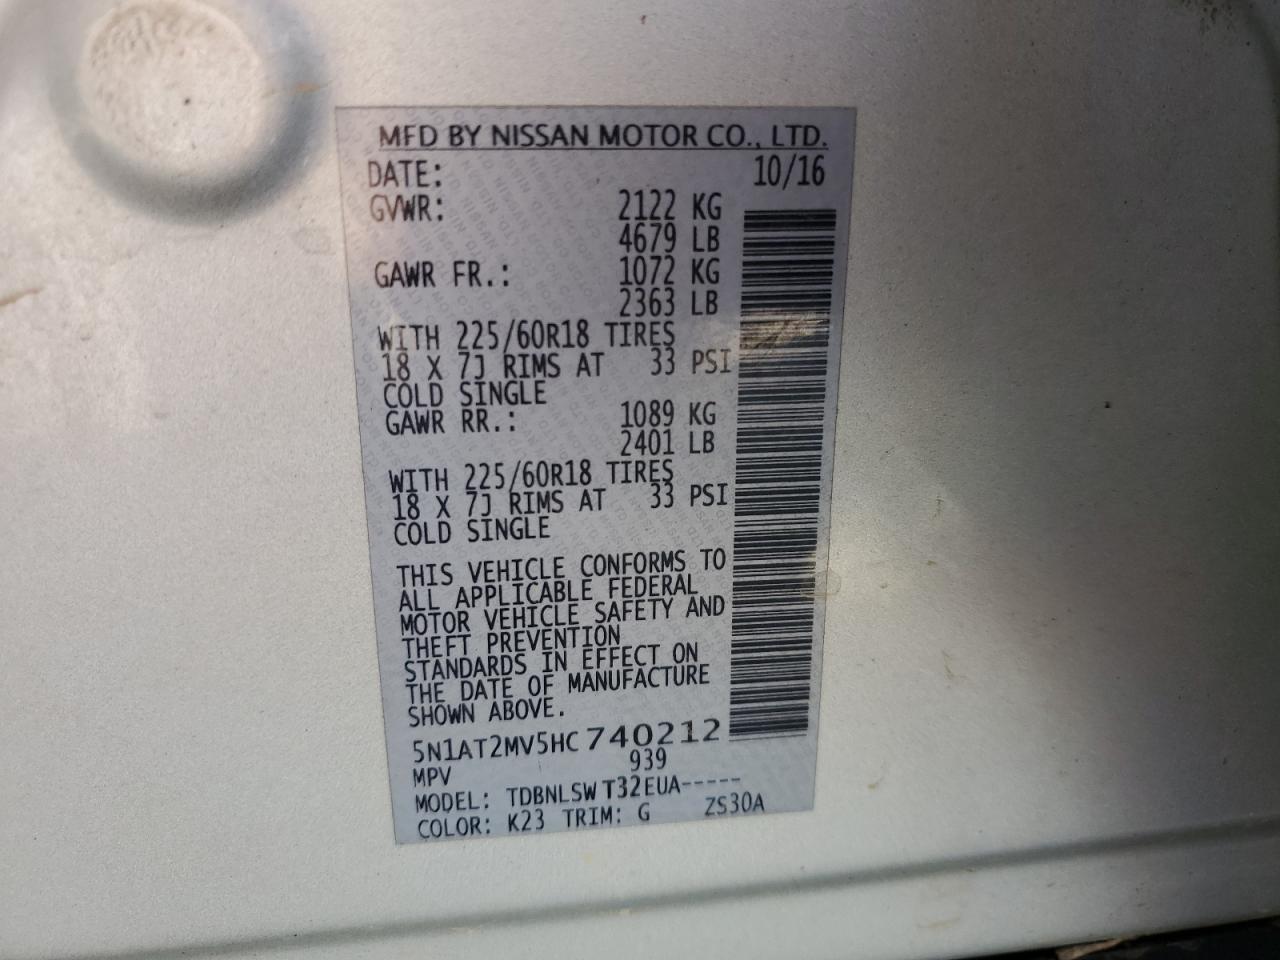 MFD BY NISSAN MOTOR CO., LTD.
DATE: 10/16
GVWR: 2122 KG
4679 LB
GAWR FR.: 1072 KG
2363 LB
WITH 225/60R18 TIRES
18 X 7J RIMS AT 33 PSI
COLD SINGLE
GAWR RR.: 1089 KG
2401 LB
WITH 225/60R18 TIRES
18 X 7J RIMS AT 33 PSI
COLD SINGLE
THIS VEHICLE CONFORMS TO
ALL APPLICABLE FEDERAL
MOTOR VEHICLE SAFETY AND
THEFT PREVENTION
STANDARDS IN EFFECT ON
THE DATE OF MANUFACTURE
SHOWN ABOVE.
5N1AT2MV5HC740212
MPV 939
MODEL: TDBNLSW T32EUA-----
COLOR: K23 TRIM: G ZS30A